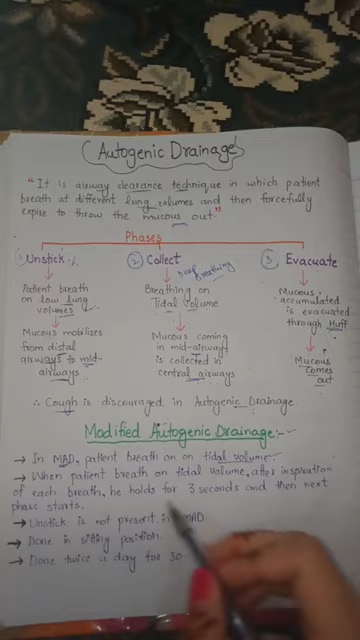 Autogenic Drainage
"It is airway clearance technique in which patient
breath at different lung volumes and then forcefully
expire to throw the mucous out"
Phases
1. Unstick
Patient breath
on low lung
volumes
Mucous mobilizes
from distal
airways to mid-
airways
2 Collect
Deep Breathing
Breathing on
Tidal volume
Mucous coming
in mid-airways
is collected in
central airways
3. Evacuate
Mucous
accumulated
is evacuated
through Huff
Mucous
comes
out
∴ Cough is discouraged in Autogenic Drainage
Modified Autogenic Drainage:-
→ In MAD, patient breath on on tidal volume.
→ When patient breath on tidal volume, after inspiration
of each breath, he holds for 3 seconds and then next
phase starts.
→ Unstick is not present in MAD.
→ Done in sitting position.
→ Done twice a day for 30-